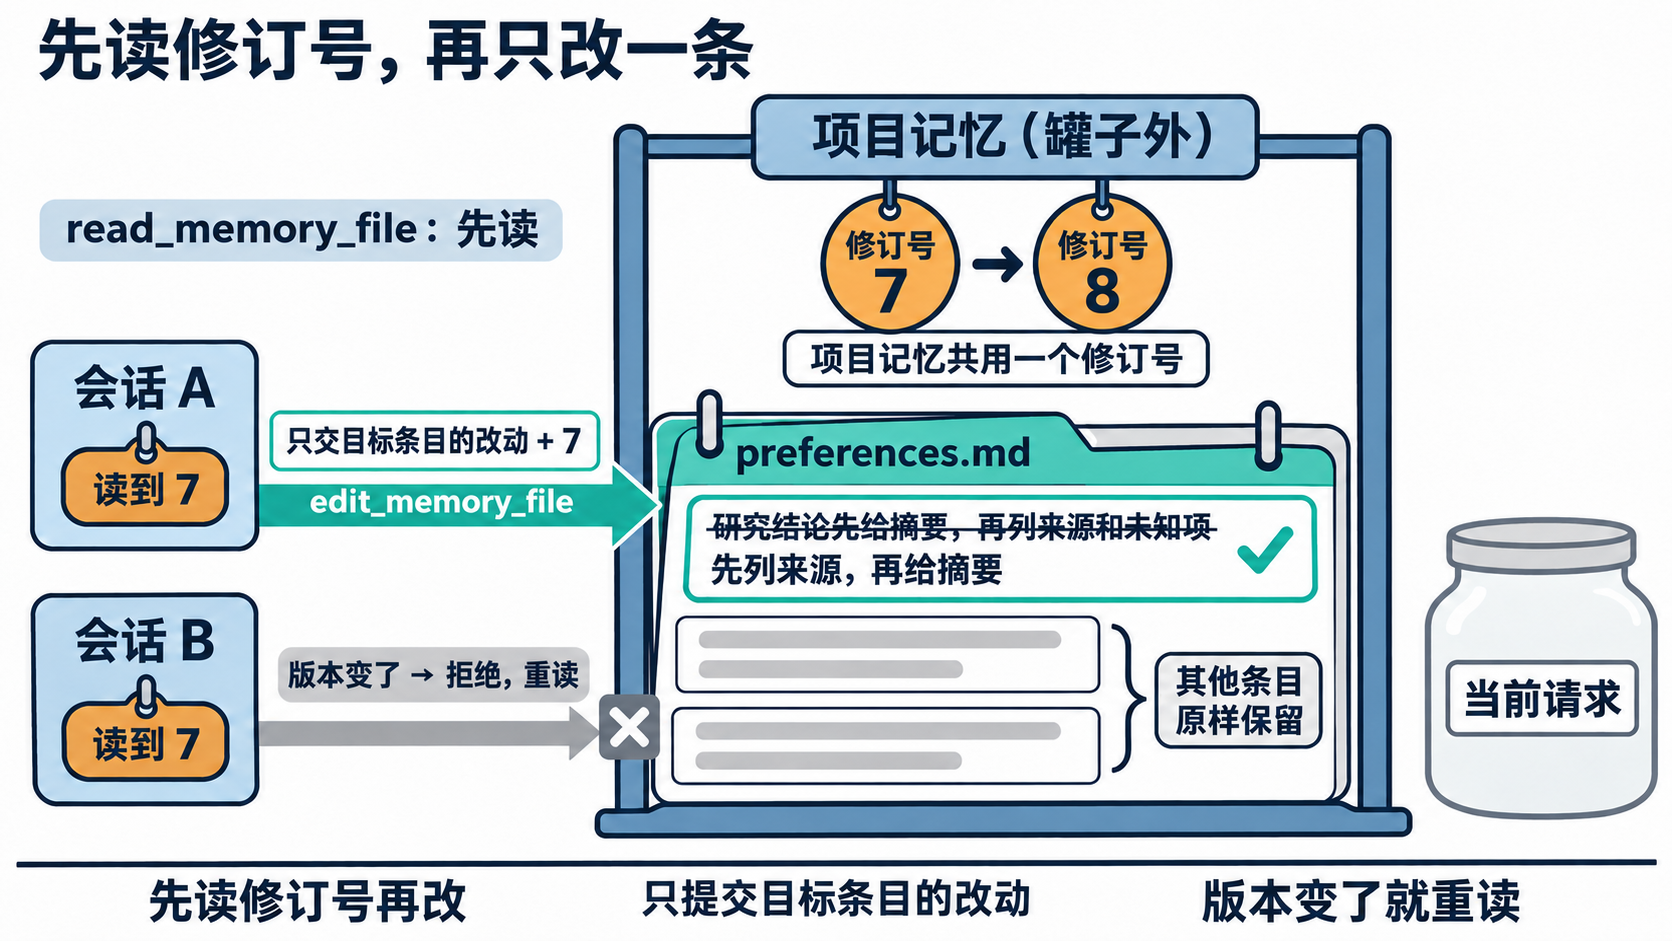 先读修订号，再只改一条
项目记忆（罐子外）
read_memory_file：先读
修订号
7
→
修订号
8
项目记忆共用一个修订号
会话 A
读到 7
只交目标条目的改动 + 7
edit_memory_file
preferences.md
研究结论先给摘要，再列来源和未知项
先列来源，再给摘要
会话 B
读到 7
版本变了 → 拒绝，重读
其他条目
原样保留
当前请求
先读修订号再改
只提交目标条目的改动
版本变了就重读